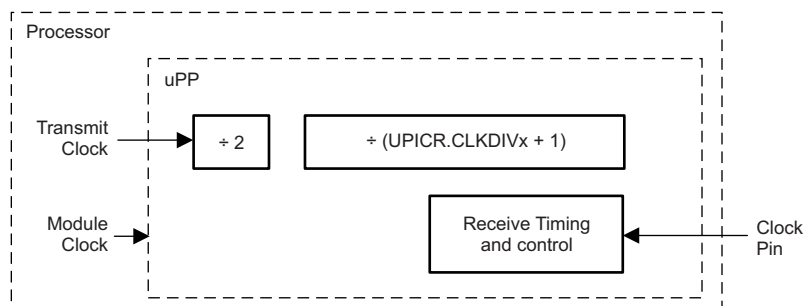 Processor
uPP
Transmit
Clock
÷ 2
÷ (UPICR.CLKDIVx + 1)
Module
Clock
Receive Timing
and control
Clock
Pin